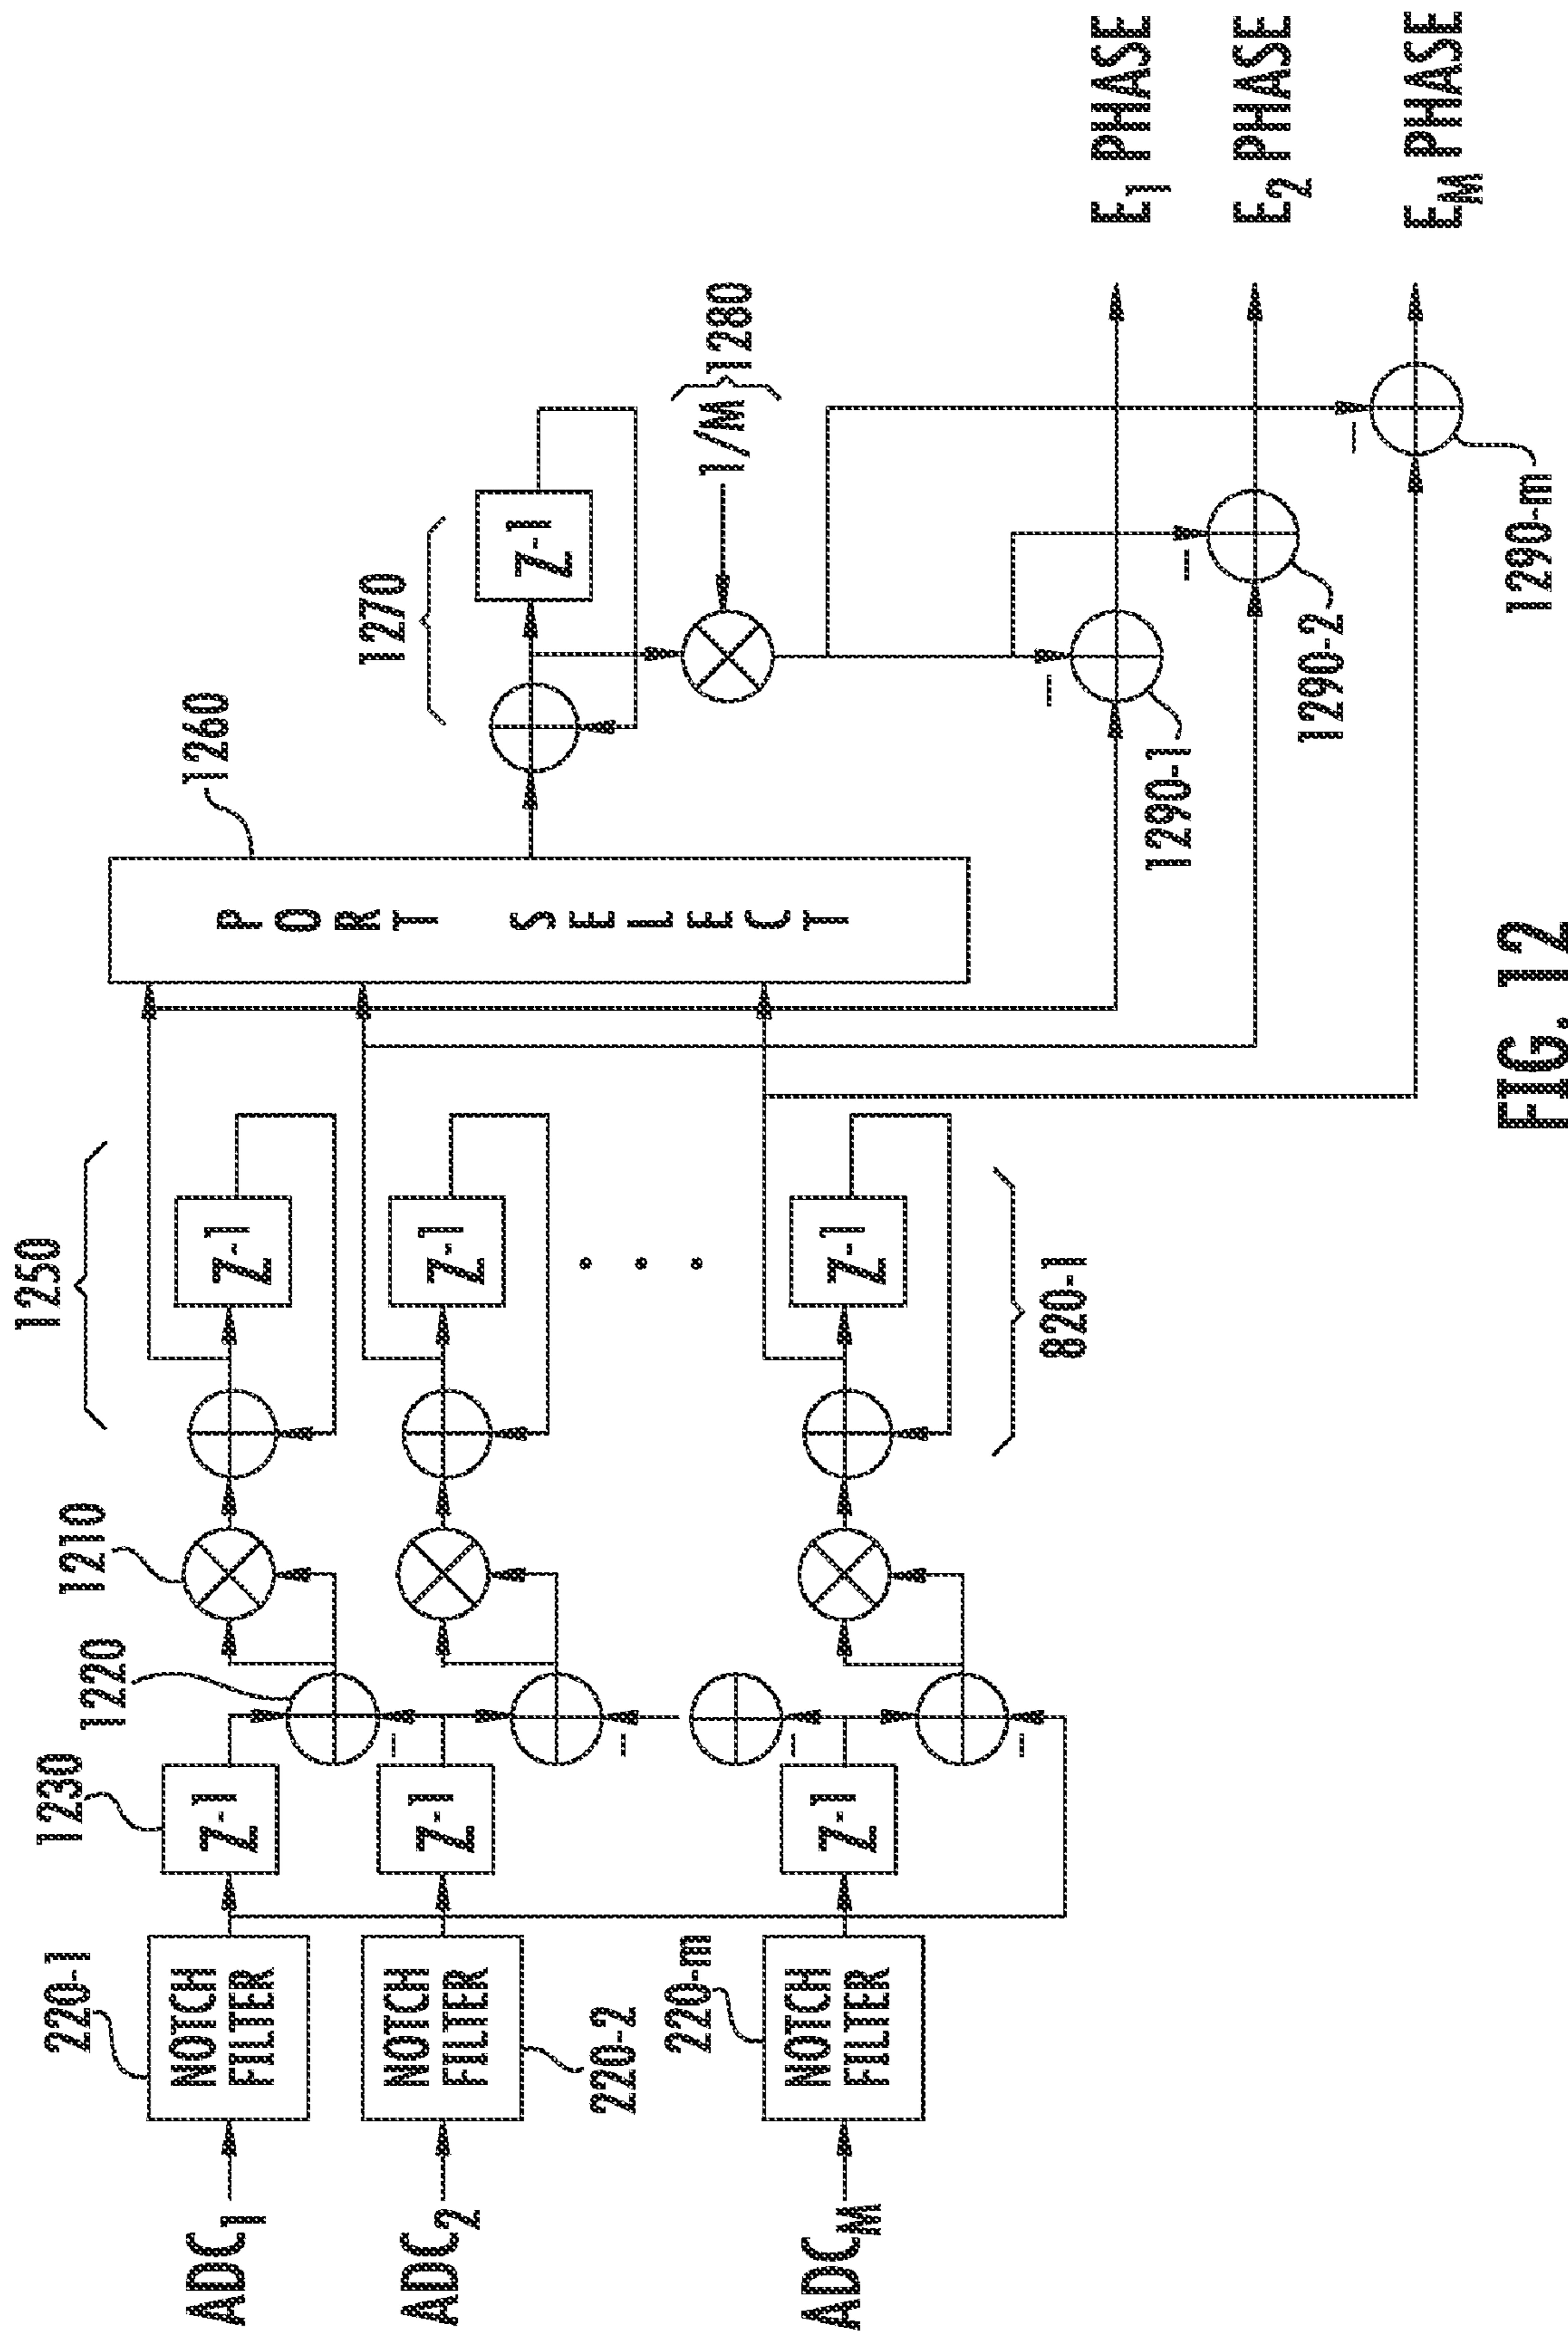 ADC1
ADC2
ADCM
220-1
220-2
220-m
NOTCH
FILTER
NOTCH
FILTER
NOTCH
FILTER
1230
1220
1210
1250
Z-1
Z-1
Z-1
Z-1
Z-1
Z-1
820-1
PORT SELECT
1260
1270
Z-1
1/M
1280
1290-1
1290-2
1290-m
E1 PHASE
E2 PHASE
EM PHASE
FIG. 12